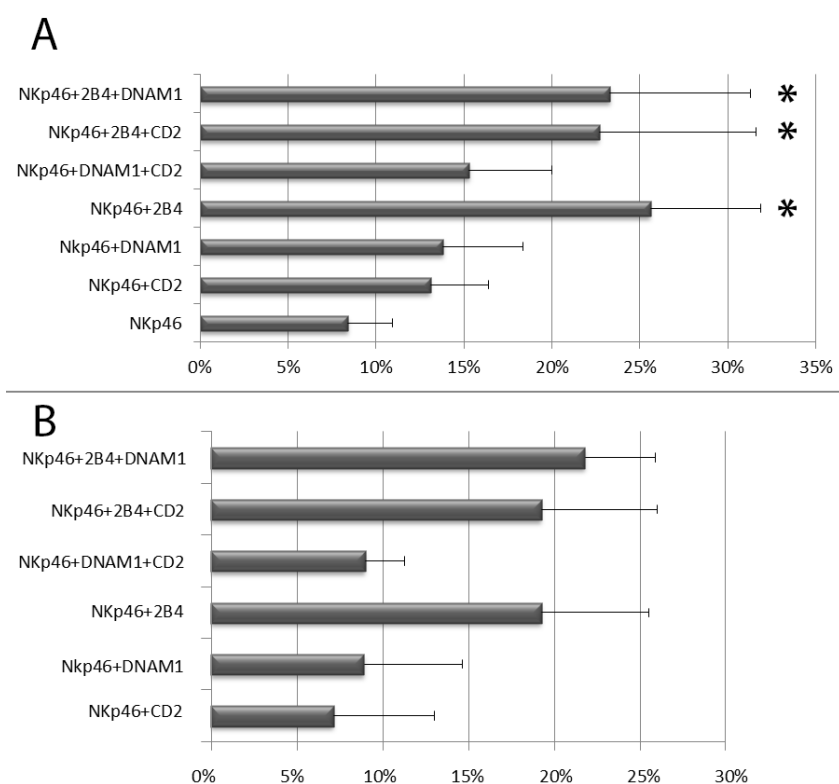 A
NKp46+2B4+DNAM1 *
NKp46+2B4+CD2 *
NKp46+DNAM1+CD2
NKp46+2B4 *
Nkp46+DNAM1
NKp46+CD2
NKp46
0% 5% 10% 15% 20% 25% 30% 35%
B
NKp46+2B4+DNAM1
NKp46+2B4+CD2
NKp46+DNAM1+CD2
NKp46+2B4
Nkp46+DNAM1
NKp46+CD2
0% 5% 10% 15% 20% 25% 30%